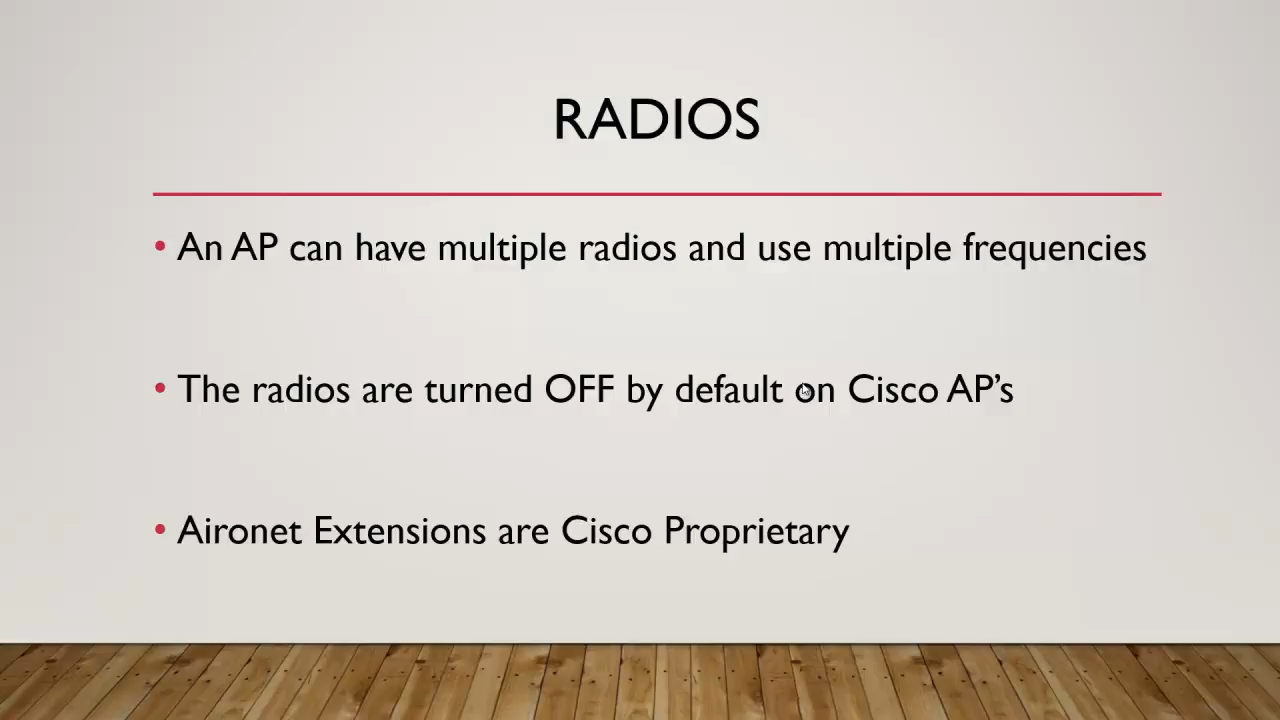 RADIOS
• An AP can have multiple radios and use multiple frequencies
• The radios are turned OFF by default on Cisco AP’s
• Aironet Extensions are Cisco Proprietary